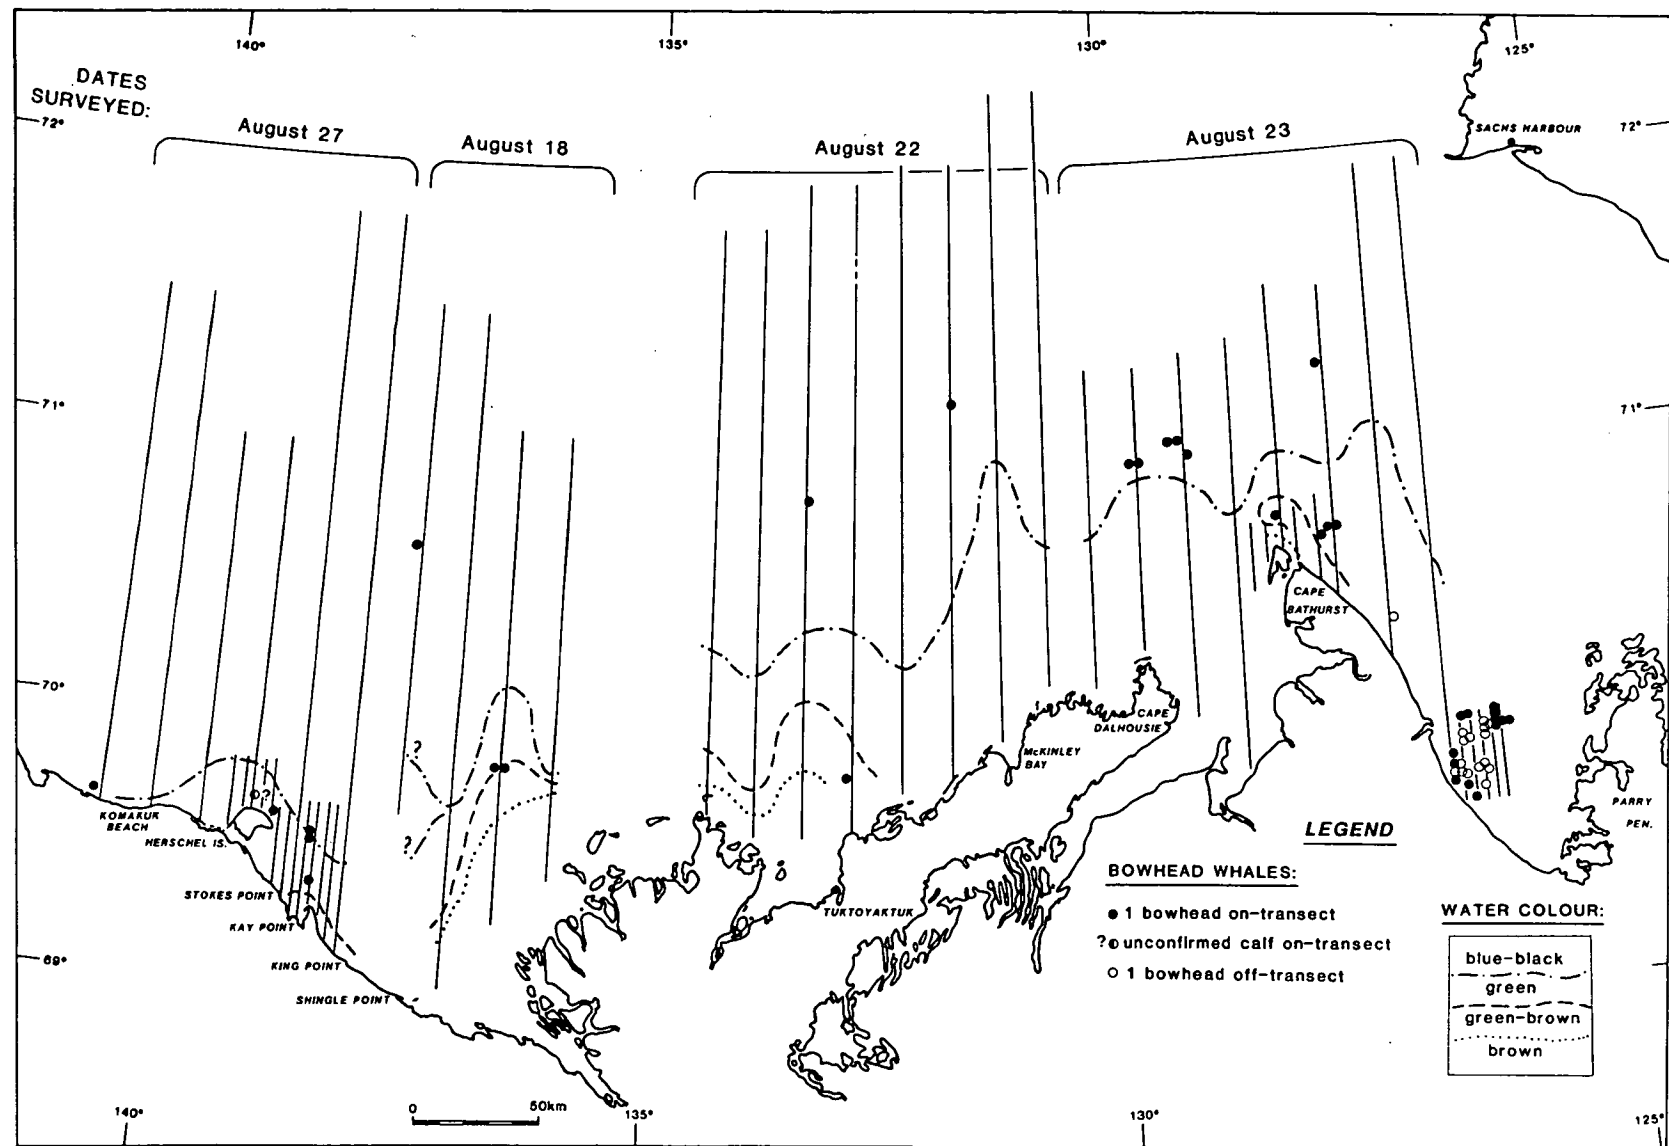 140°
135°
130°
125°
DATES
SURVEYED:
August 27
August 18
August 22
August 23
72°
72°
SACHS HARBOUR
71°
71°
70°
69°
CAPE
BATHURST
CAPE
DALHOUSIE
McKINLEY
BAY
PARRY
PEN.
?
?
?
KOMAKUK
BEACH
HERSCHEL IS.
STOKES POINT
KAY POINT
KING POINT
SHINGLE POINT
TUKTOYAKTUK
LEGEND
BOWHEAD WHALES:
1 bowhead on-transect
? unconfirmed calf on-transect
1 bowhead off-transect
WATER COLOUR:
blue-black
green
green-brown
brown
0 50km
140°
135°
130°
125°